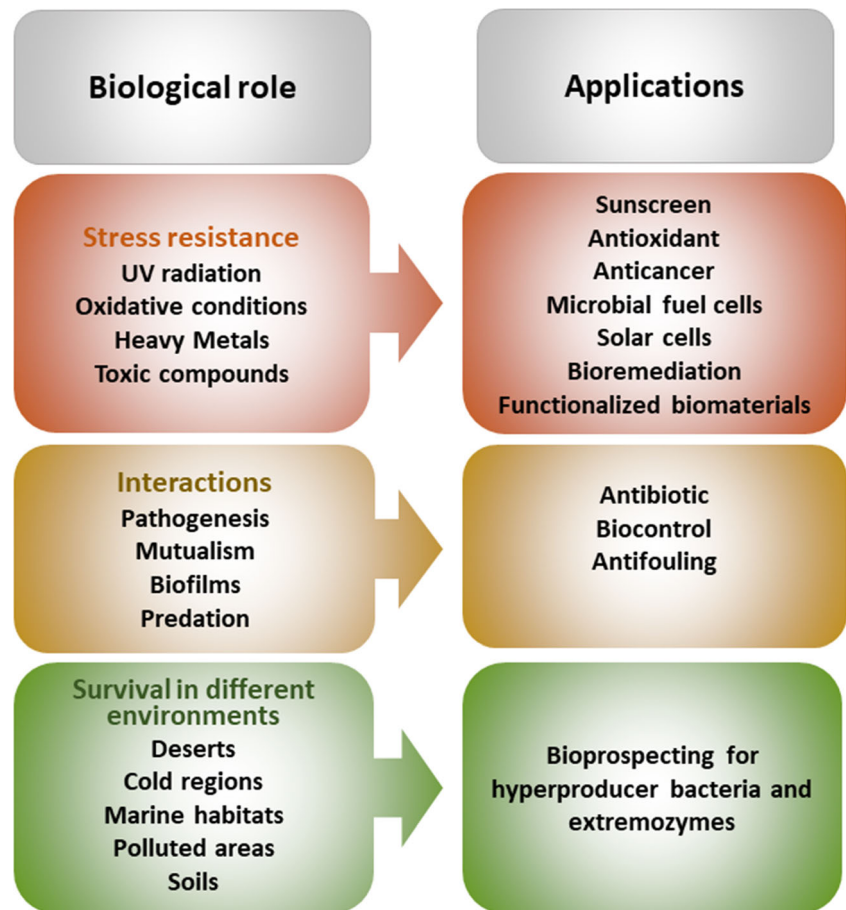 Biological role
Applications
Stress resistance
UV radiation
Oxidative conditions
Heavy Metals
Toxic compounds
Sunscreen
Antioxidant
Anticancer
Microbial fuel cells
Solar cells
Bioremediation
Functionalized biomaterials
Interactions
Pathogenesis
Mutualism
Biofilms
Predation
Antibiotic
Biocontrol
Antifouling
Survival in different
environments
Deserts
Cold regions
Marine habitats
Polluted areas
Soils
Bioprospecting for
hyperproducer bacteria and
extremozymes